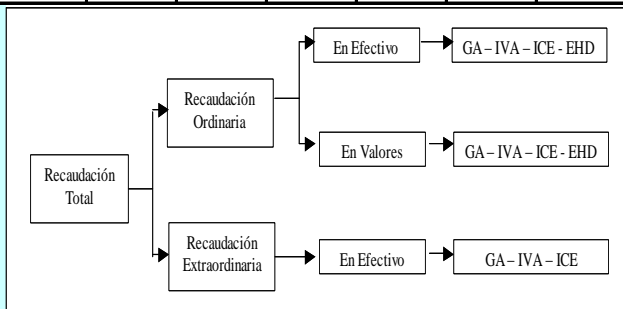 En Efectivo
GA – IVA – ICE - EHD
Recaudación
Ordinaria
En Valores
GA – IVA – ICE - EHD
Recaudación
Total
Recaudación
Extraordinaria
En Efectivo
GA – IVA – ICE